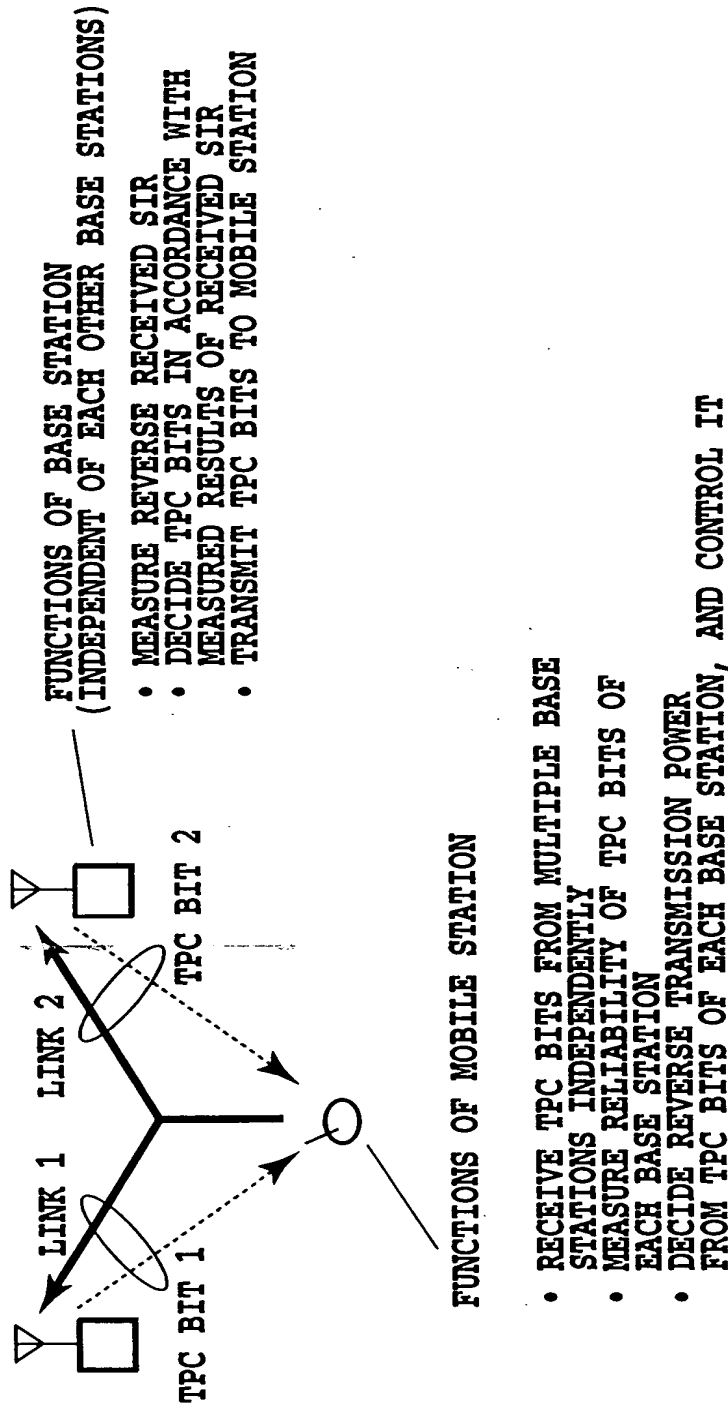 LINK 1
LINK 2
TPC BIT 1
TPC BIT 2
FUNCTIONS OF BASE STATION
(INDEPENDENT OF EACH OTHER BASE STATIONS)
• MEASURE REVERSE RECEIVED SIR
• DECIDE TPC BITS IN ACCORDANCE WITH
MEASURED RESULTS OF RECEIVED SIR
• TRANSMIT TPC BITS TO MOBILE STATION
FUNCTIONS OF MOBILE STATION
• RECEIVE TPC BITS FROM MULTIPLE BASE
STATIONS INDEPENDENTLY
• MEASURE RELIABILITY OF TPC BITS OF
EACH BASE STATION
• DECIDE REVERSE TRANSMISSION POWER
FROM TPC BITS OF EACH BASE STATION, AND CONTROL IT